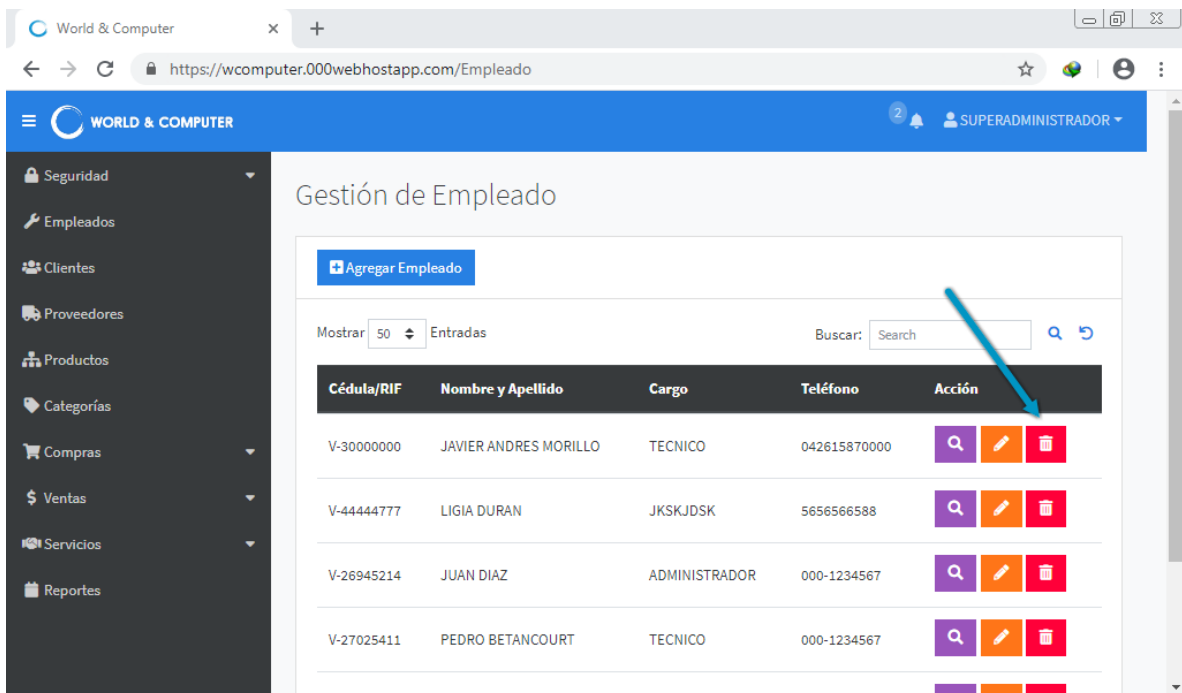 World & Computer
https://wcomputer.000webhostapp.com/Empleado
WORLD & COMPUTER
2
SUPERADMINISTRADOR
Seguridad
Empleados
Clientes
Proveedores
Productos
Categorías
Compras
$ Ventas
Servicios
Reportes
Gestión de Empleado
Agregar Empleado
Mostrar 50 Entradas
Buscar: Search
Cédula/RIF Nombre y Apellido Cargo Teléfono Acción
V-30000000 JAVIER ANDRES MORILLO TECNICO 042615870000
V-44444777 LIGIA DURAN JKSKJDSK 5656566588
V-26945214 JUAN DIAZ ADMINISTRADOR 000-1234567
V-27025411 PEDRO BETANCOURT TECNICO 000-1234567